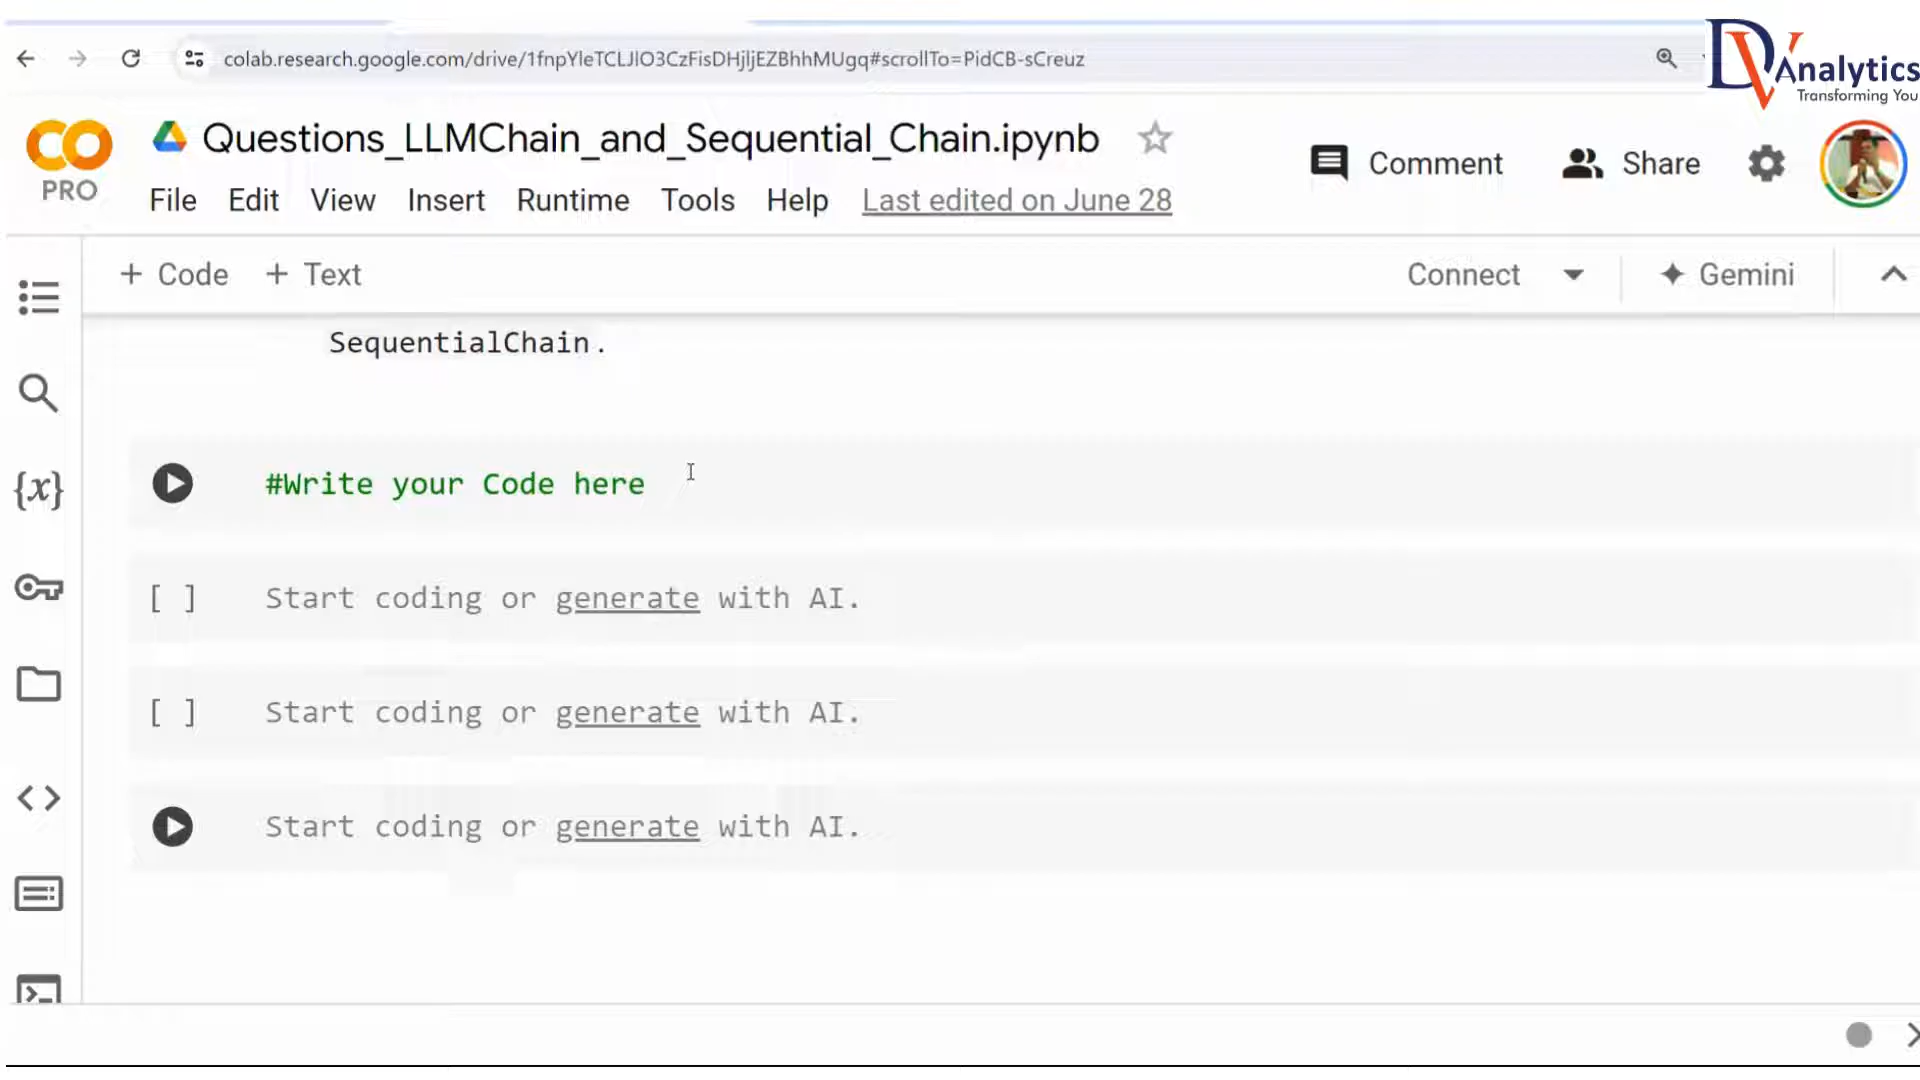 colab.research.google.com/drive/1fnpYleTCLJlO3CzFisDHjljEZBhhMUgq#scrollTo=PidCB-sCreuz
DV Analytics
Transforming You
CO
PRO
Questions_LLMChain_and_Sequential_Chain.ipynb
Comment
Share
File Edit View Insert Runtime Tools Help Last edited on June 28
+ Code + Text
Connect
Gemini
SequentialChain.
{x}
#Write your Code here
[ ] Start coding or generate with AI.
[ ] Start coding or generate with AI.
Start coding or generate with AI.